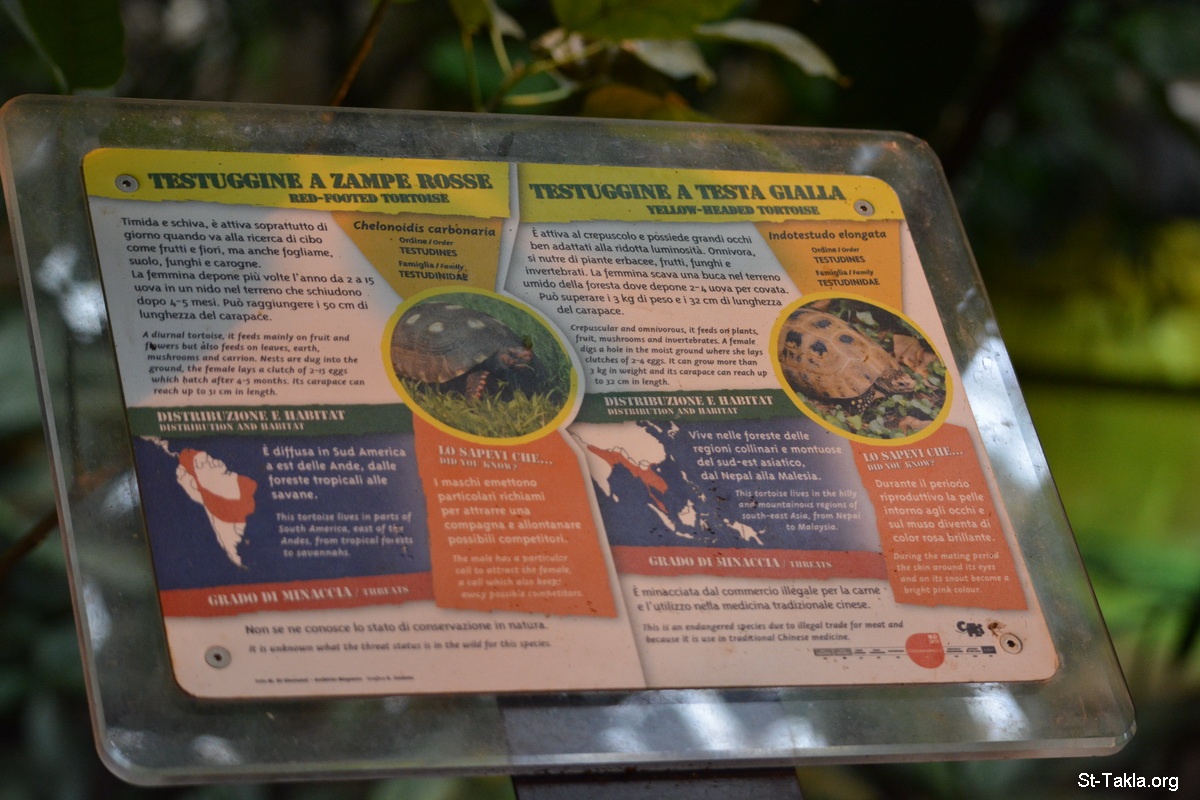 TESTUGGINE A ZAMPE ROSSE
RED-FOOTED TORTOISE
Timida e schiva, è attiva soprattutto di
giorno quando va alla ricerca di cibo
come frutti e fiori, ma anche fogliame,
suolo, funghi e carogne.
La femmina depone più volte l'anno da 2 a 15
uova in un nido nel terreno che schiudono
dopo 4-5 mesi. Può raggiungere i 50 cm di
lunghezza del carapace.
Chelonoidis carbonaria
Ordine / Order
TESTUDINES
Famiglia / Family
TESTUDINIDAE
A diurnal tortoise, it feeds mainly on fruit and
flowers but also feeds on leaves, earth,
mushrooms and carrion. Nests are dug into the
ground, the female lays a clutch of 2-15 eggs
which hatch after 4-5 months. Its carapace can
reach up to 51 cm in length.
DISTRIBUZIONE E HABITAT
DISTRIBUTION AND HABITAT
È diffusa in Sud America
a est delle Ande, dalle
foreste tropicali alle
savane.
This tortoise lives in parts of
South America, east of the
Andes, from tropical forests
to savannahs.
LO SAPEVI CHE...
DID YOU KNOW?
I maschi emettono
particolari richiami
per attrarre una
compagna e allontanare
possibili competitori.
The male has a particular
call to attract the female,
a call which also keeps
away possible competitors.
GRADO DI MINACCIA / THREATS
Non se ne conosce lo stato di conservazione in natura.
It is unknown what the threat status is in the wild for this species.
TESTUGGINE A TESTA GIALLA
YELLOW-HEADED TORTOISE
È attiva al crepuscolo e possiede grandi occhi
ben adattati alla ridotta luminosità. Onnivora,
si nutre di piante erbacee, frutti, funghi e
invertebrati. La femmina scava una buca nel terreno
umido della foresta dove depone 2-4 uova per covata.
Può superare i 3 kg di peso e i 32 cm di lunghezza
del carapace.
Indotestudo elongata
Ordine / Order
TESTUDINES
Famiglia / Family
TESTUDINIDAE
Crepuscular and omnivorous, it feeds on plants,
fruit, mushrooms and invertebrates. A female
digs a hole in the moist ground where she lays
clutches of 2-4 eggs. It can grow more than
3 kg in weight and its carapace can reach up
to 32 cm in length.
DISTRIBUZIONE E HABITAT
DISTRIBUTION AND HABITAT
Vive nelle foreste delle
regioni collinari e montuose
del sud-est asiatico,
dal Nepal alla Malesia.
This tortoise lives in the hilly
and mountainous regions of
south-east Asia, from Nepal
to Malaysia.
LO SAPEVI CHE...
DID YOU KNOW?
Durante il periodo
riproduttivo la pelle
intorno agli occhi e
sul muso diventa di
color rosa brillante.
During the mating period
the skin around its eyes
and on its snout become a
bright pink colour.
GRADO DI MINACCIA / THREATS
È minacciata dal commercio illegale per la carne
e l'utilizzo nella medicina tradizionale cinese.
This is an endangered species due to illegal trade for meat and
because it is use in traditional Chinese medicine.
St-Takla.org